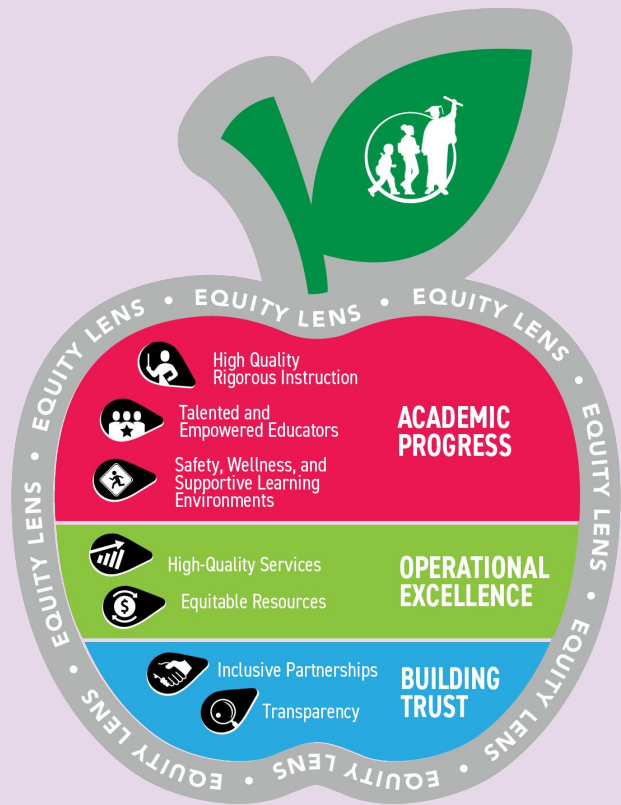 EQUITY LENS • EQUITY LENS • EQUITY LENS • EQUITY LENS • EQUITY LENS • EQUITY LENS • EQUITY LENS • EQUITY LENS •
High Quality
Rigorous Instruction
Talented and
Empowered Educators
Safety, Wellness, and
Supportive Learning
Environments
ACADEMIC
PROGRESS
High-Quality Services
Equitable Resources
OPERATIONAL
EXCELLENCE
Inclusive Partnerships
Transparency
BUILDING
TRUST